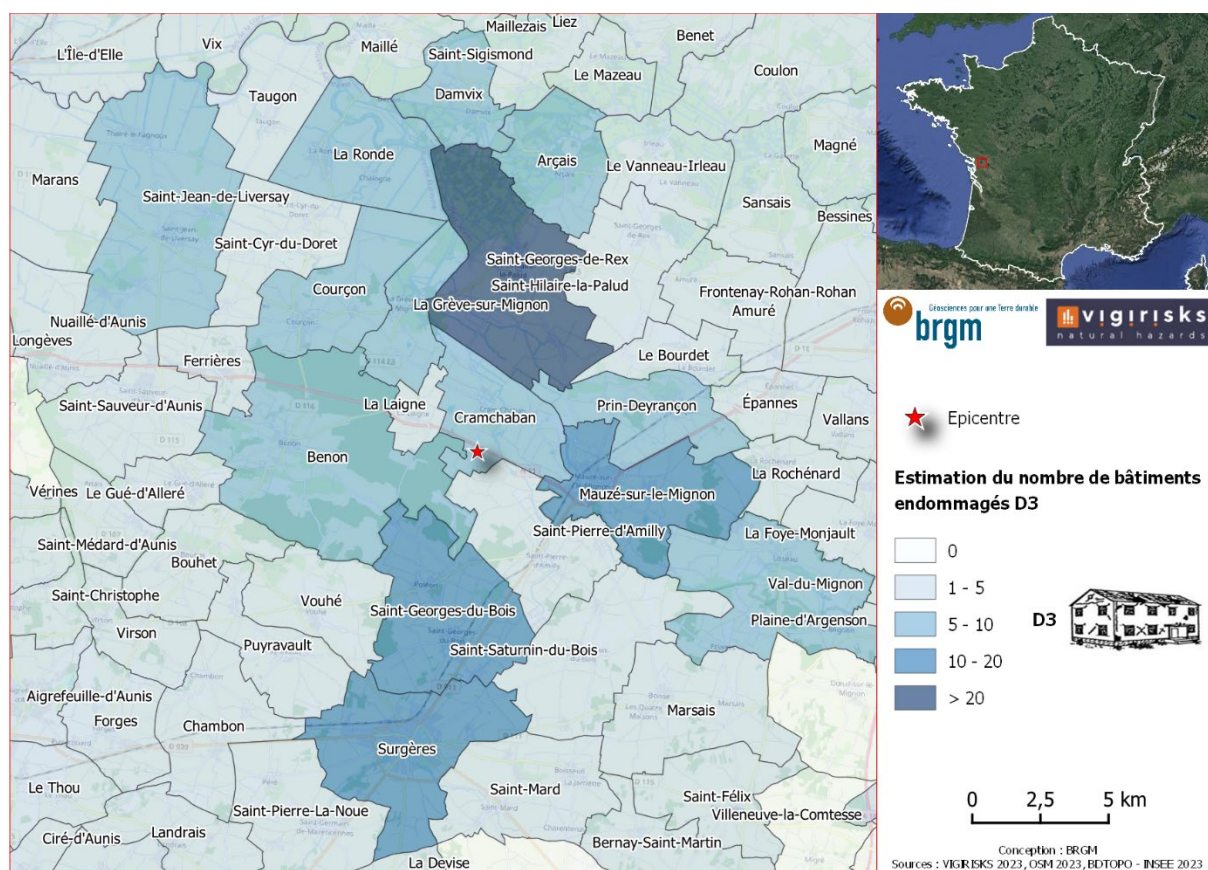 L'Île-d'Elle
Vix
Maillé
Maillezais
Liez
Benet
Saint-Sigismond
Le Mazeau
Coulon
Taugon
Damvix
La Ronde
Arçais
Le Vanneau-Irleau
Magné
Marans
Saint-Jean-de-Liversay
Sansais
Bessines
Saint-Cyr-du-Doret
Saint-Georges-de-Rex
Saint-Hilaire-la-Palud
Courçon
La Grève-sur-Mignon
Frontenay-Rohan-Rohan
Amuré
Nuaillé-d'Aunis
Longèves
Ferrières
Le Bourdet
Saint-Sauveur-d'Aunis
La Laigne
Cramchaban
Prin-Deyrançon
Épannes
Vallans
Benon
La Rochénard
Vérines
Le Gué-d'Alleré
Mauzé-sur-le-Mignon
Saint-Pierre-d'Amilly
La Foye-Monjault
Saint-Médard-d'Aunis
Bouhet
Val-du-Mignon
Saint-Christophe
Vouhé
Saint-Georges-du-Bois
Plaine-d'Argenson
Virson
Puyravault
Saint-Saturnin-du-Bois
Aigrefeuille-d'Aunis
Forges
Chambon
Marsais
Surgères
Le Thou
Saint-Pierre-La-Noue
Saint-Mard
Saint-Félix
Villeneuve-la-Comtesse
Ciré-d'Aunis
Landrais
Bernay-Saint-Martin
La Devise
Géosciences pour une Terre durable
brgm
vigirisks
natural hazards
Epicentre
Estimation du nombre de bâtiments
endommagés D3
0
1 - 5
5 - 10
10 - 20
> 20
D3
0 2,5 5 km
Conception : BRGM
Sources : VIGIRISKS 2023, OSM 2023, BDTOPO - INSEE 2023